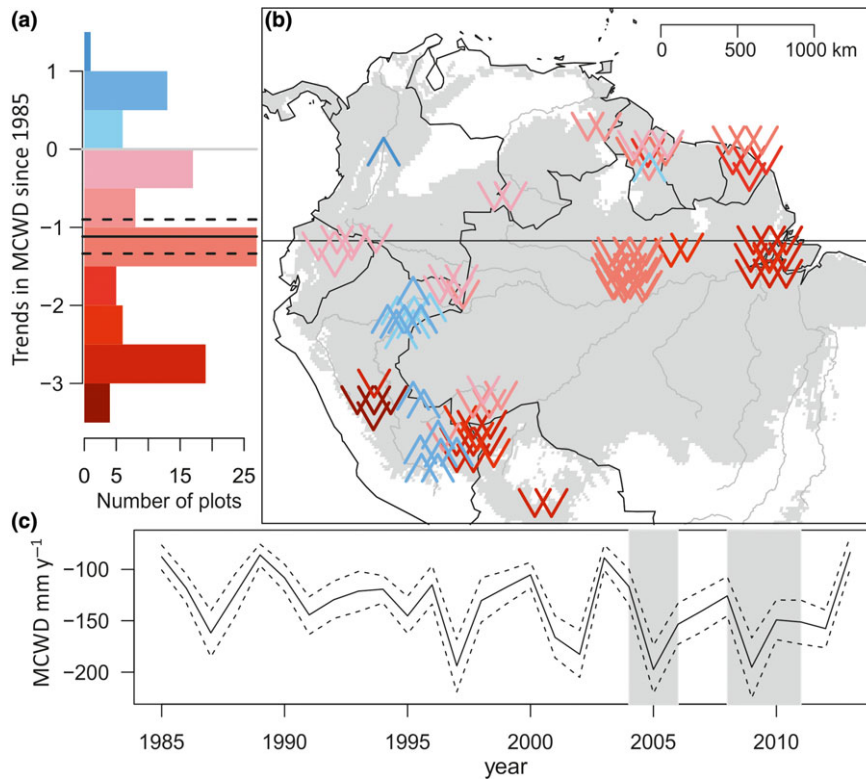 (a)
Trends in MCWD since 1985
1
0
−1
−2
−3
0 5 15 25
Number of plots
(b)
0 500 1000 km
(c)
MCWD mm y⁻¹
−100
−150
−200
1985 1990 1995 2000 2005 2010
year